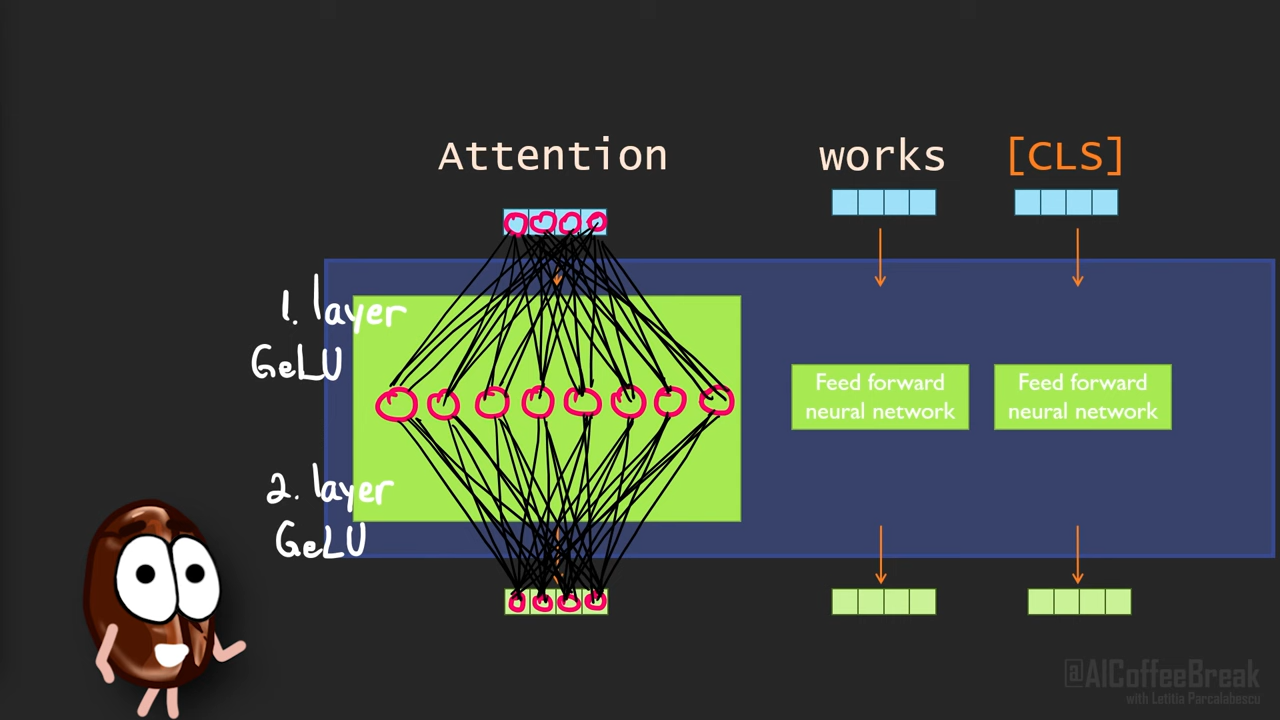 Attention works [CLS]
1. layer
GeLU
Feed forward
neural network
Feed forward
neural network
2. layer
GeLU
@AICoffeeBreak
with Letitia Parcalabescu